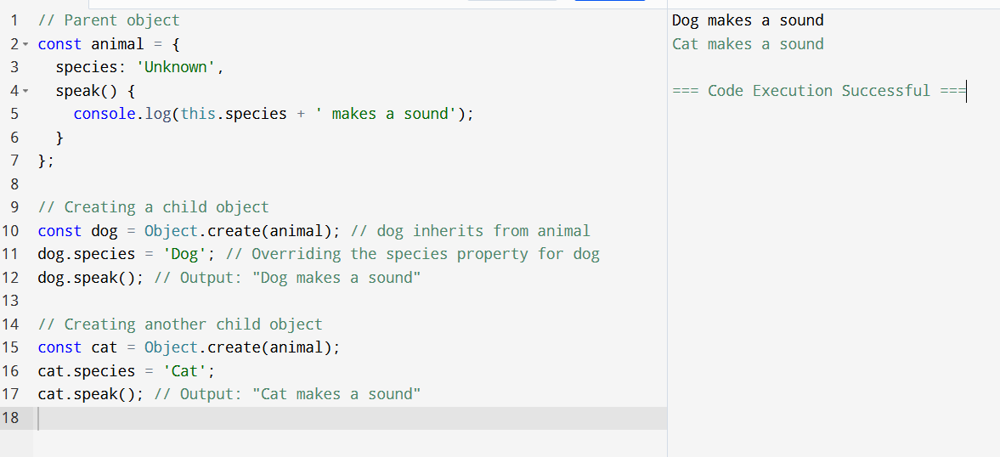 1 // Parent object
2 const animal = {
3   species: 'Unknown',
4   speak() {
5     console.log(this.species + ' makes a sound');
6   }
7 };
8
9 // Creating a child object
10 const dog = Object.create(animal); // dog inherits from animal
11 dog.species = 'Dog'; // Overriding the species property for dog
12 dog.speak(); // Output: "Dog makes a sound"
13
14 // Creating another child object
15 const cat = Object.create(animal);
16 cat.species = 'Cat';
17 cat.speak(); // Output: "Cat makes a sound"
18
Dog makes a sound
Cat makes a sound
=== Code Execution Successful ===